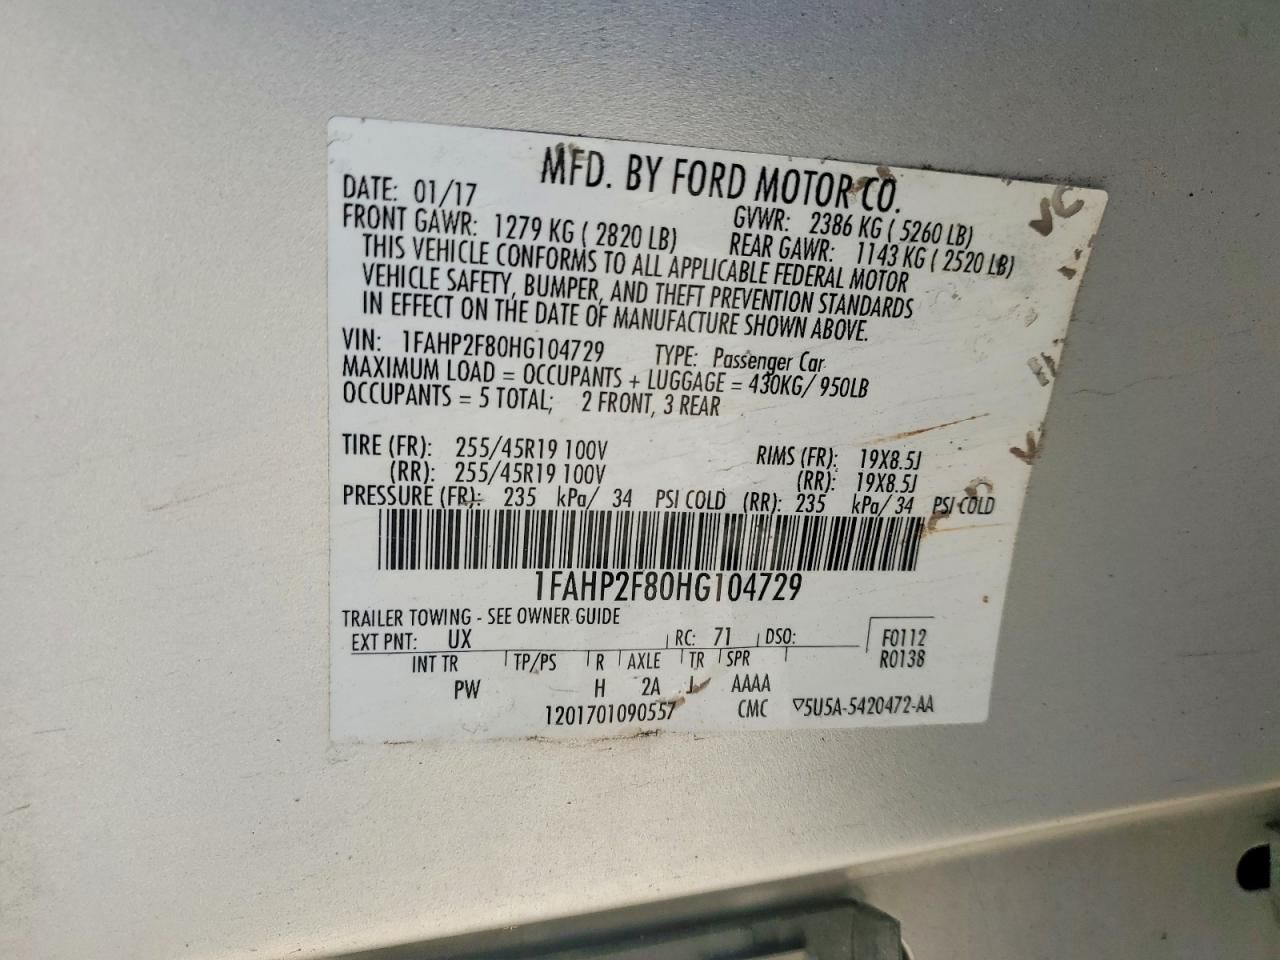 MFD. BY FORD MOTOR CO.
DATE: 01/17 GVWR: 2386 KG ( 5260 LB)
FRONT GAWR: 1279 KG ( 2820 LB) REAR GAWR: 1143 KG ( 2520 LB)
THIS VEHICLE CONFORMS TO ALL APPLICABLE FEDERAL MOTOR
VEHICLE SAFETY, BUMPER, AND THEFT PREVENTION STANDARDS
IN EFFECT ON THE DATE OF MANUFACTURE SHOWN ABOVE.
VIN: 1FAHP2F80HG104729 TYPE: Passenger Car
MAXIMUM LOAD = OCCUPANTS + LUGGAGE = 430KG/ 950LB
OCCUPANTS = 5 TOTAL; 2 FRONT, 3 REAR
TIRE (FR): 255/45R19 100V RIMS (FR): 19X8.5J
(RR): 255/45R19 100V (RR): 19X8.5J
PRESSURE (FR): 235 kPa/ 34 PSI COLD (RR): 235 kPa/ 34 PSI COLD
1FAHP2F80HG104729
TRAILER TOWING - SEE OWNER GUIDE
EXT PNT: UX RC: 71 DSO: F0112
INT TR TP/PS R AXLE TR SPR R0138
PW H 2A J AAAA
1201701090557 CMC ▽5U5A-5420472-AA